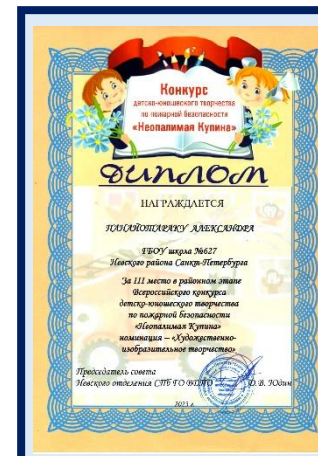 Конкурс
детско-юношеского творчества
по пожарной безопасности
«Неопалимая Купина»
ДИПЛОМ
НАГРАЖДАЕТСЯ
АЛЕКСАНДРА
ГБОУ школа №627
Невского района Санкт-Петербурга
За III место в районном этапе
Всероссийского конкурса
детско-юношеского творчества
по пожарной безопасности
«Неопалимая Купина»
номинация – «Художественно-
изобразительное творчество»
Председатель совета
Невского отделения СПб ГО ВДПО
2023 г.